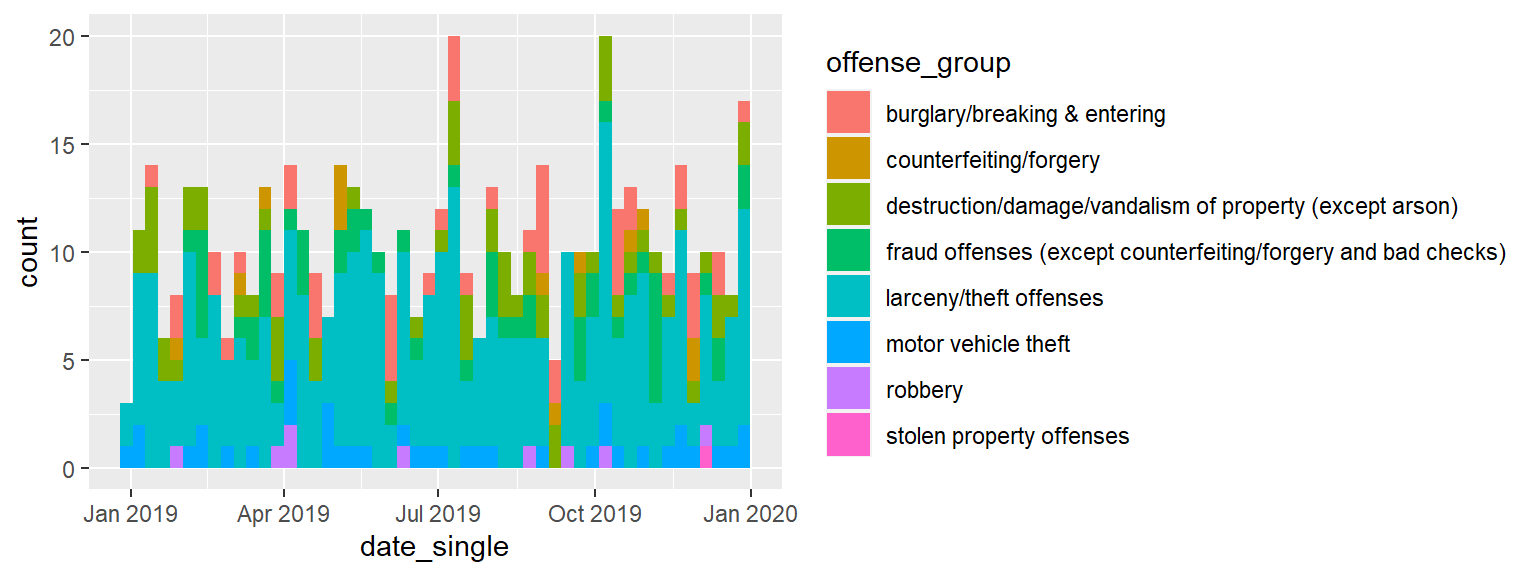 20
15
10
5
0
count
Jan 2019 Apr 2019 Jul 2019 Oct 2019 Jan 2020
date_single
offense_group
burglary/breaking & entering
counterfeiting/forgery
destruction/damage/vandalism of property (except arson)
fraud offenses (except counterfeiting/forgery and bad checks)
larceny/theft offenses
motor vehicle theft
robbery
stolen property offenses